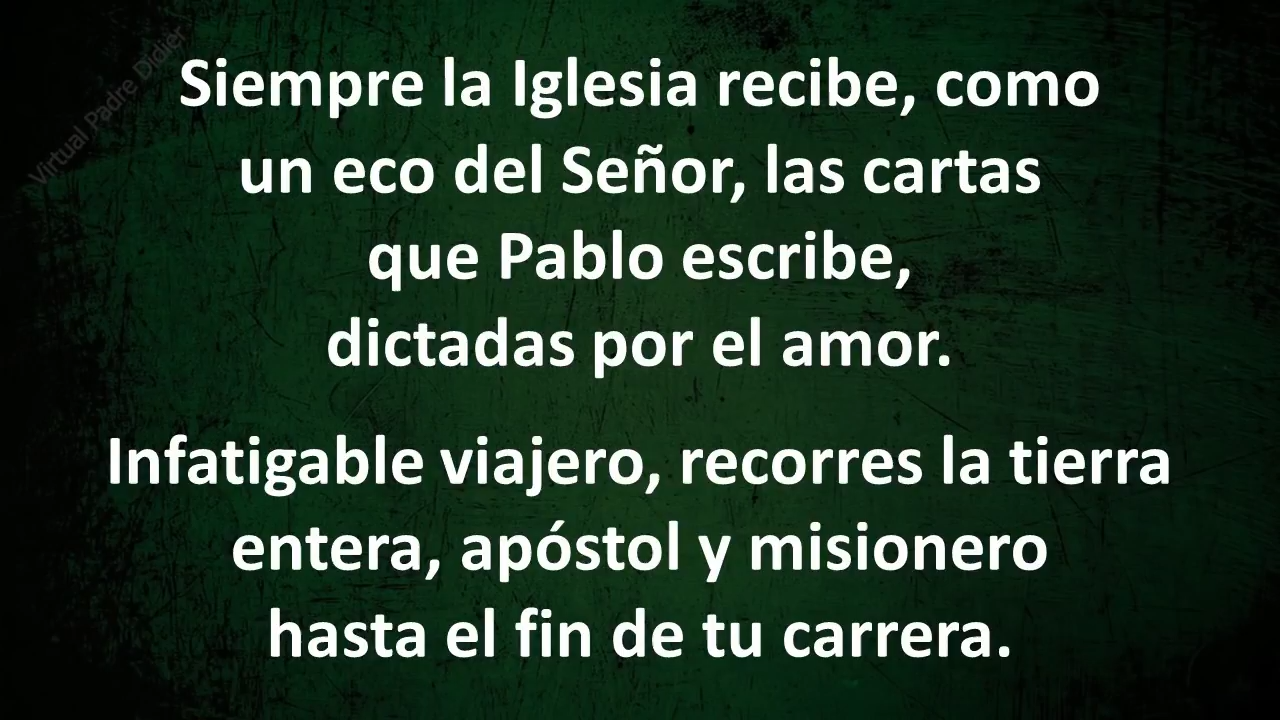 Virtual Padre Didier
Siempre la Iglesia recibe, como
un eco del Señor, las cartas
que Pablo escribe,
dictadas por el amor.
Infatigable viajero, recorres la tierra
entera, apóstol y misionero
hasta el fin de tu carrera.